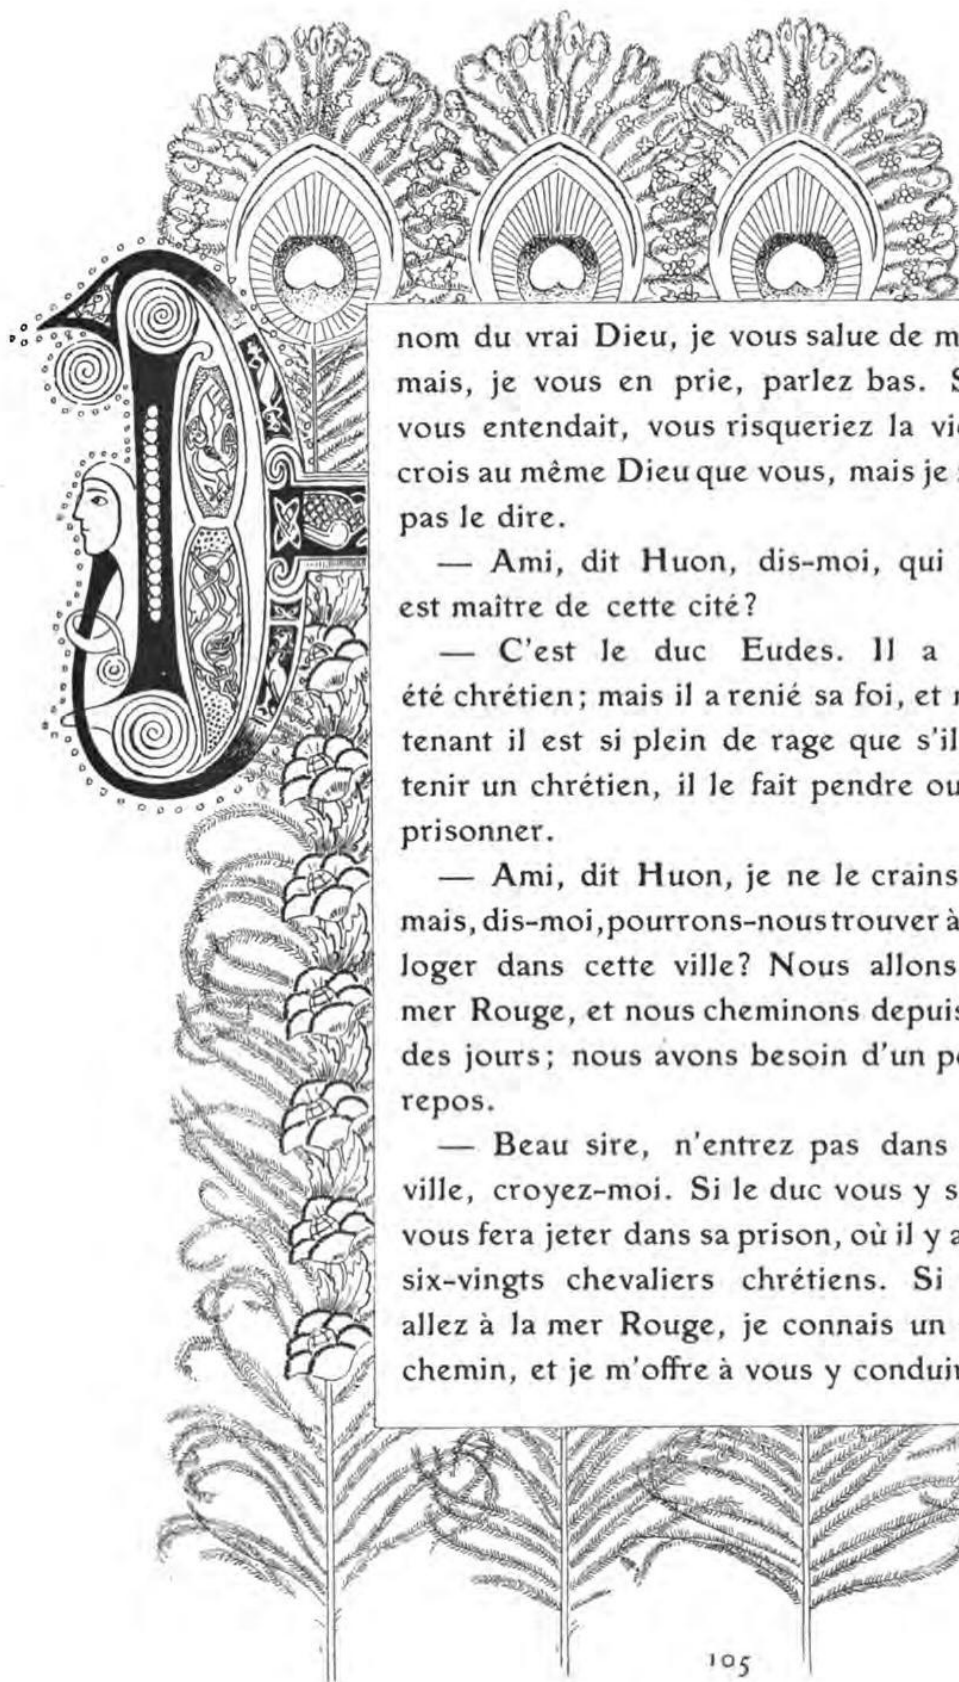 nom du vrai Dieu, je vous salue de m
mais, je vous en prie, parlez bas. S
vous entendait, vous risqueriez la vie
crois au même Dieu que vous, mais je
pas le dire.
— Ami, dit Huon, dis-moi, qui
est maître de cette cité?
— C'est le duc Eudes. Il a
été chrétien; mais il a renié sa foi, et
tenant il est si plein de rage que s'il
tenir un chrétien, il le fait pendre ou
prisonner.
— Ami, dit Huon, je ne le crains
mais, dis-moi, pourrons-nous trouver à
loger dans cette ville? Nous allons
mer Rouge, et nous cheminons depuis
des jours; nous avons besoin d'un
repos.
— Beau sire, n'entrez pas dans
ville, croyez-moi. Si le duc vous y s
vous fera jeter dans sa prison, où il y a
six-vingts chevaliers chrétiens. Si
allez à la mer Rouge, je connais un
chemin, et je m'offre à vous y conduir
105